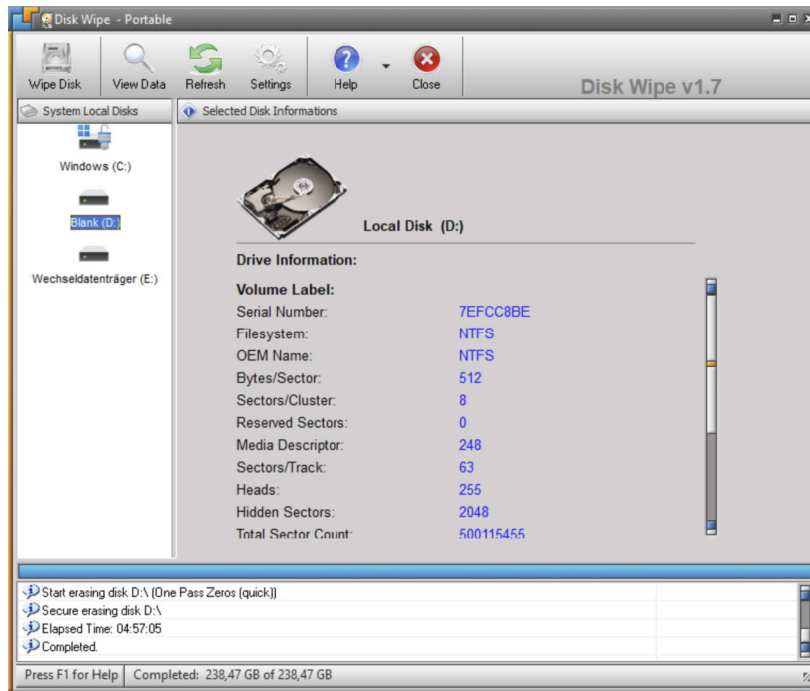 Disk Wipe - Portable
Wipe Disk View Data Refresh Settings Help Close
Disk Wipe v1.7
System Local Disks
Selected Disk Informations
Windows (C:)
Blank (D:)
Wechseldatenträger (E:)
Local Disk (D:)
Drive Information:
Volume Label:
Serial Number: 7EFCC8BE
Filesystem: NTFS
OEM Name: NTFS
Bytes/Sector: 512
Sectors/Cluster: 8
Reserved Sectors: 0
Media Descriptor: 248
Sectors/Track: 63
Heads: 255
Hidden Sectors: 2048
Total Sector Count: 500115455
Start erasing disk D:\ (One Pass Zeros (quick))
Secure erasing disk D:\
Elapsed Time: 04:57:05
Completed.
Press F1 for Help Completed: 238,47 GB of 238,47 GB